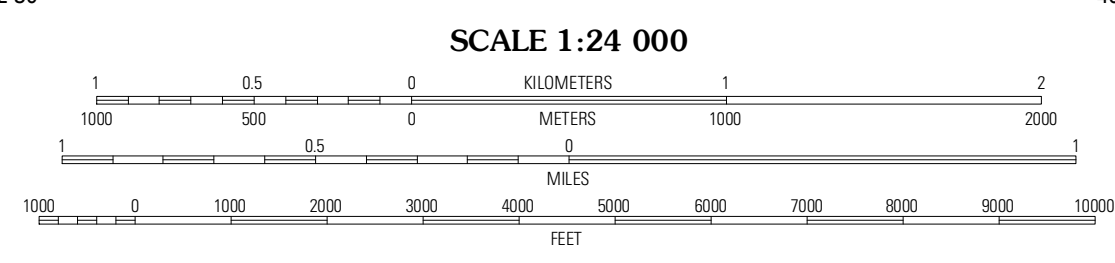 SCALE 1:24 000
1 0.5 0 KILOMETERS 1 2
1000 500 0 METERS 1000 2000
1 0.5 0 1
MILES
1000 0 1000 2000 3000 4000 5000 6000 7000 8000 9000 10000
FEET